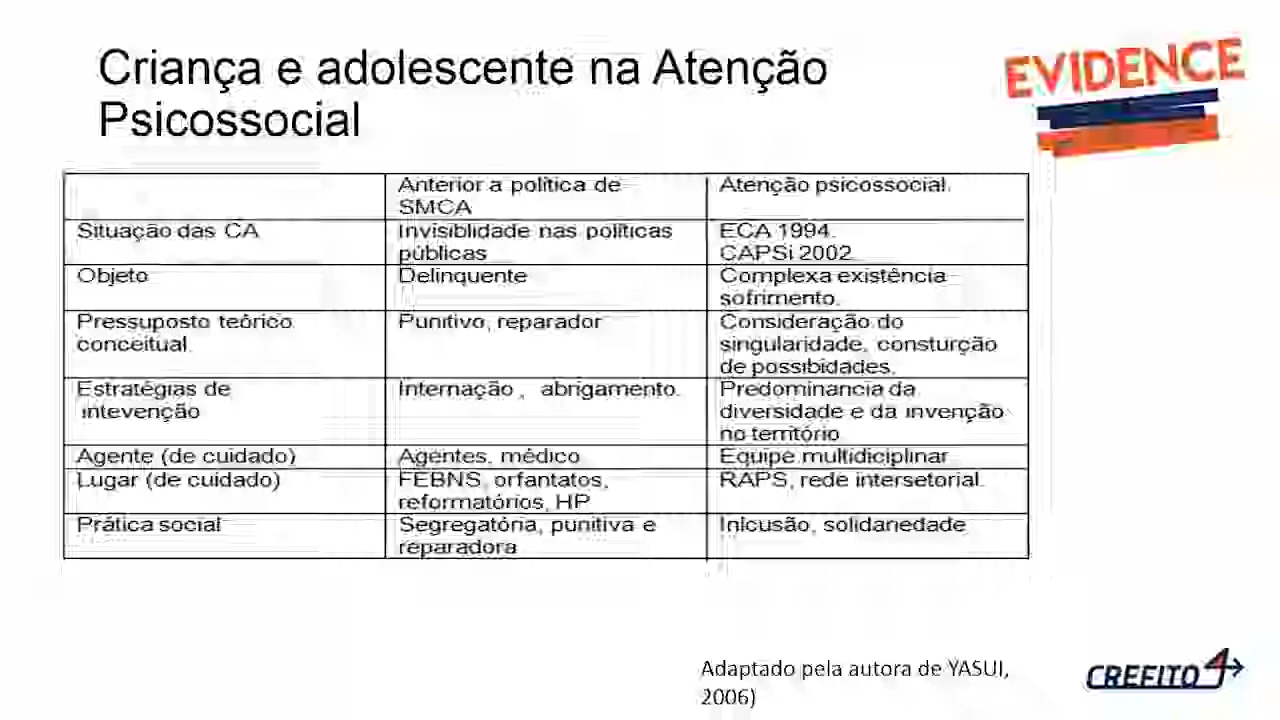 Criança e adolescente na Atenção
Psicossocial
EVIDENCE
Anterior a política de
SMCA
Atenção psicossocial.
Situação das CA
Invisiblidade nas políticas
públicas
ECA 1994.
CAPSi 2002.
Objeto
Delinquente
Complexa existência
sofrimento.
Pressuposto teórico
conceitual.
Punitivo, reparador
Consideração do
singularidade, consturção
de possibidades.
Estratégias de
intevenção
Internação , abrigamento.
Predominancia da
diversidade e da invenção
no território
Agente (de cuidado)
Agentes, médico
Equipe multidiciplinar
Lugar (de cuidado)
FEBNS, orfantatos,
reformatórios, HP
RAPS, rede intersetorial.
Prática social
Segregatória, punitiva e
reparadora
Inlcusão, solidariedade
Adaptado pela autora de YASUI,
2006)
CREFITO 4